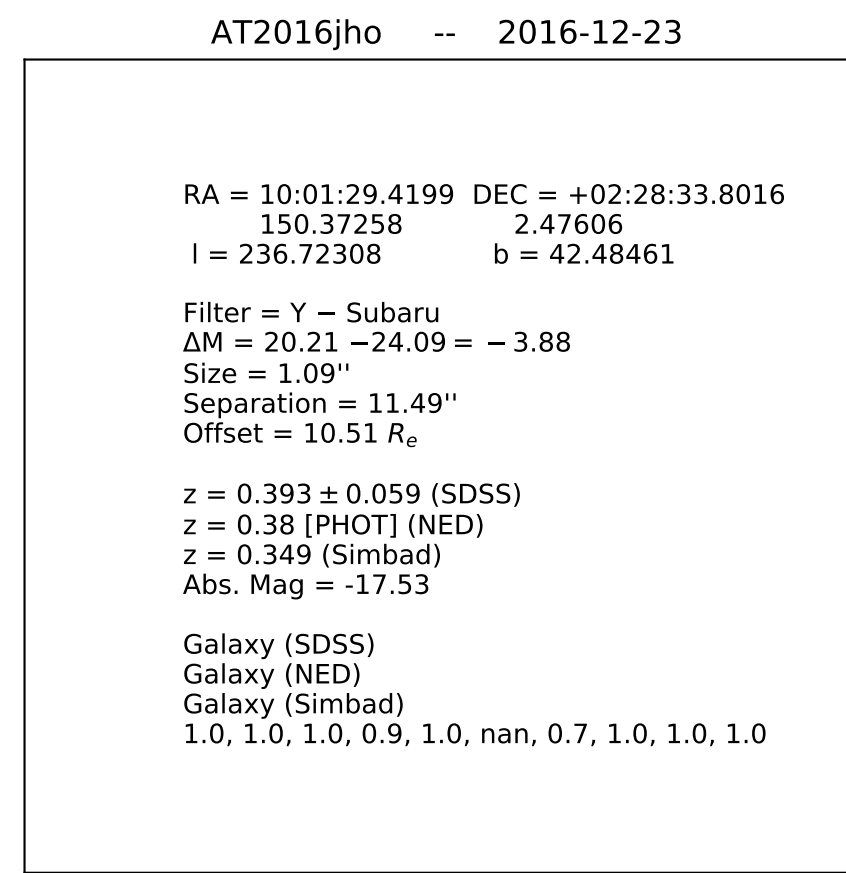 AT2016jho -- 2016-12-23
RA = 10:01:29.4199 DEC = +02:28:33.8016
150.37258 2.47606
l = 236.72308 b = 42.48461
Filter = Y − Subaru
ΔM = 20.21 −24.09 = − 3.88
Size = 1.09''
Separation = 11.49''
Offset = 10.51 Rₑ
z = 0.393 ± 0.059 (SDSS)
z = 0.38 [PHOT] (NED)
z = 0.349 (Simbad)
Abs. Mag = -17.53
Galaxy (SDSS)
Galaxy (NED)
Galaxy (Simbad)
1.0, 1.0, 1.0, 0.9, 1.0, nan, 0.7, 1.0, 1.0, 1.0